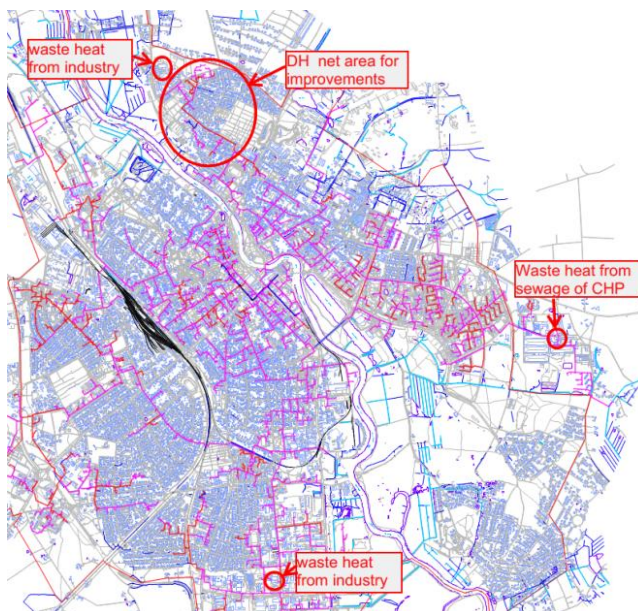 waste heat
from industry
DH net area for
improvements
Waste heat from
sewage of CHP
waste heat
from industry